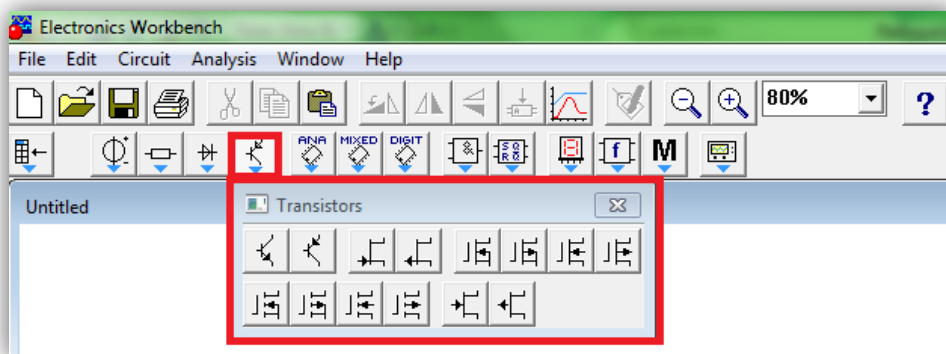 Electronics Workbench
File Edit Circuit Analysis Window Help
80% ?
ANA MIXED DIGIT
& f M
Untitled
Transistors